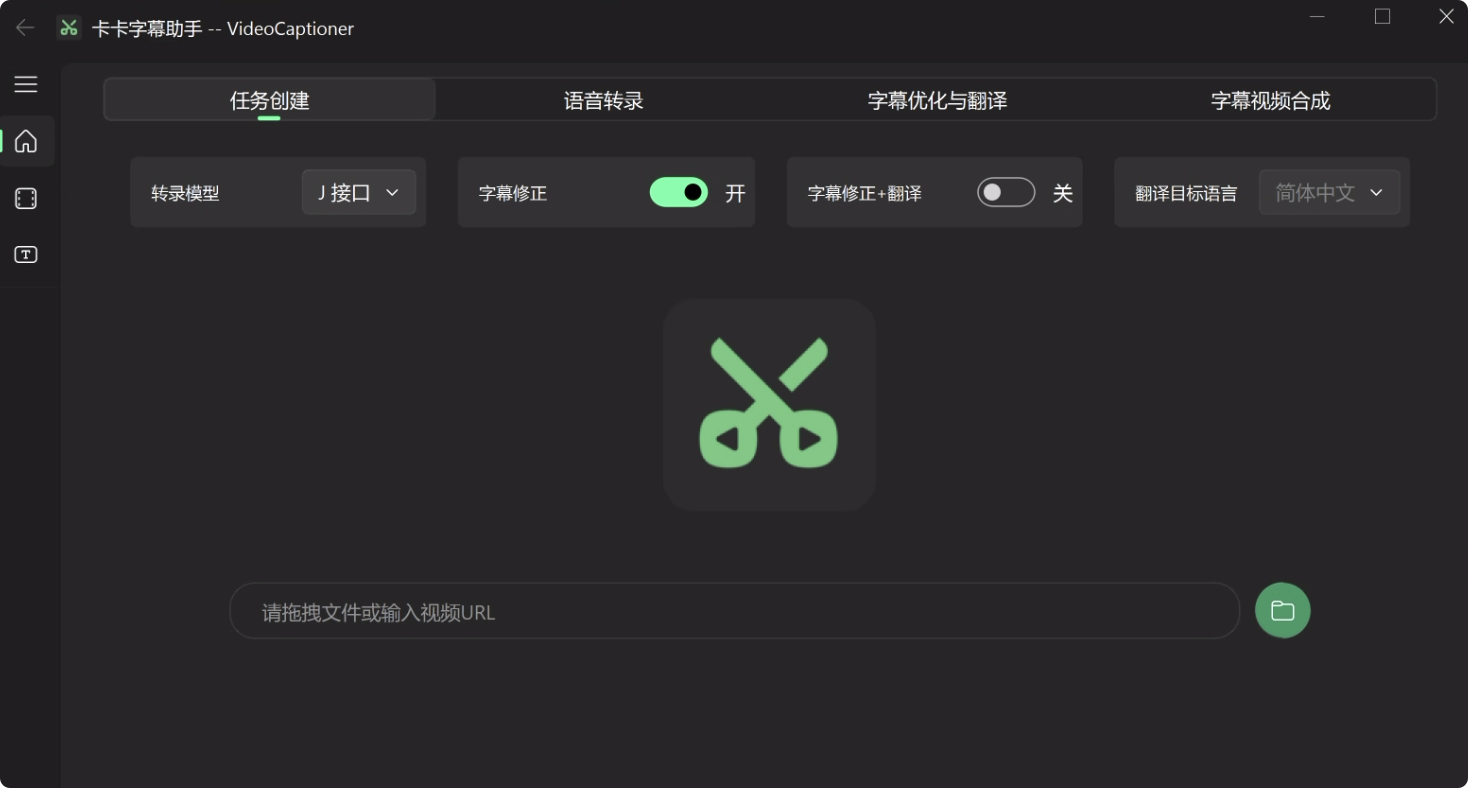 卡卡字幕助手 -- VideoCaptioner
任务创建
语音转录
字幕优化与翻译
字幕视频合成
转录模型
J 接口
字幕修正
开
字幕修正+翻译
关
翻译目标语言
简体中文
T
请拖拽文件或输入视频URL